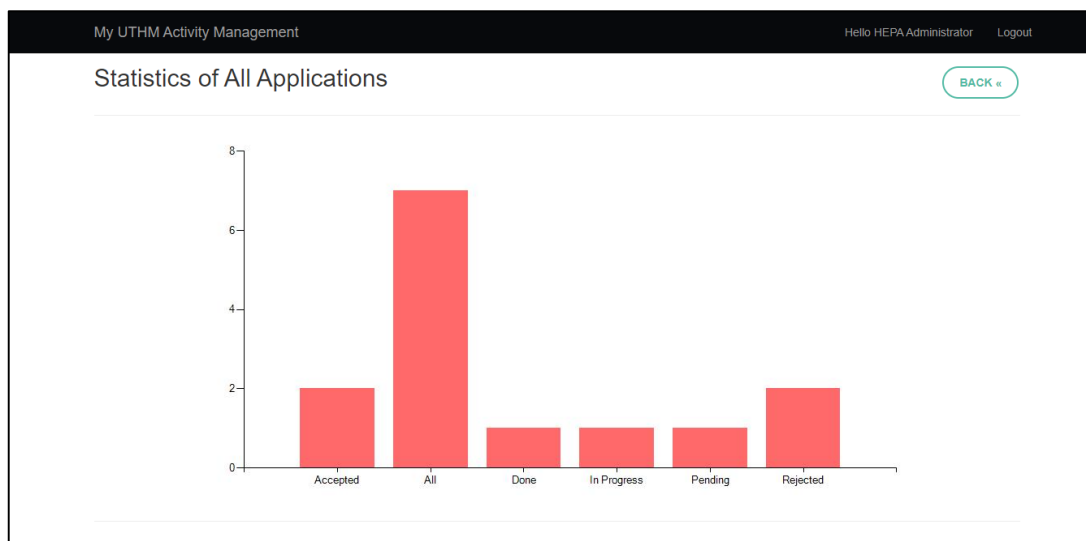 My UTHM Activity Management
Hello HEPA Administrator Logout
Statistics of All Applications
BACK «
8
6
4
2
0
Accepted All Done In Progress Pending Rejected